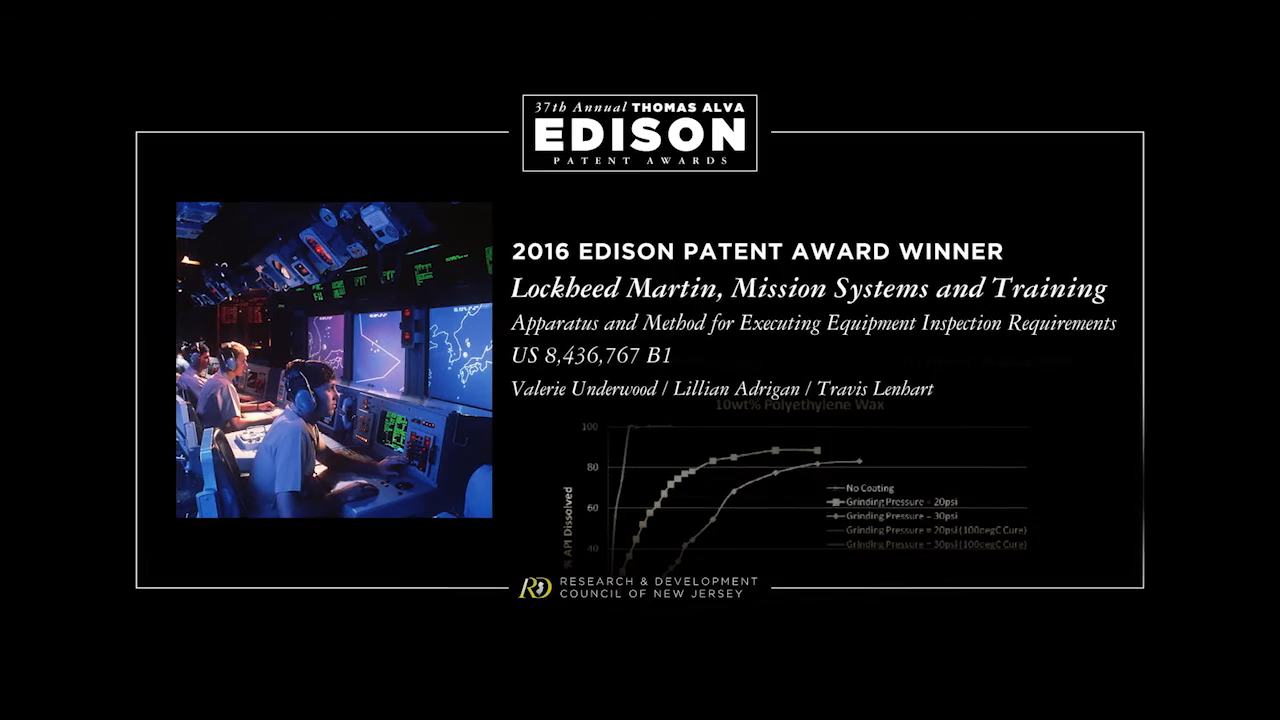 37th Annual THOMAS ALVA
EDISON
PATENT AWARDS
2016 EDISON PATENT AWARD WINNER
Lockheed Martin, Mission Systems and Training
Apparatus and Method for Executing Equipment Inspection Requirements
US 8,436,767 B1
Valerie Underwood / Lillian Adrigan / Travis Lenhart
10wt% Polyethylene Wax
100
80
60
40
% API Dissolved
No Coating
Grinding Pressure = 20psi
Grinding Pressure = 30psi
Grinding Pressure = 20psi (100degC Cure)
Grinding Pressure = 30psi (100degC Cure)
RD RESEARCH & DEVELOPMENT
COUNCIL OF NEW JERSEY